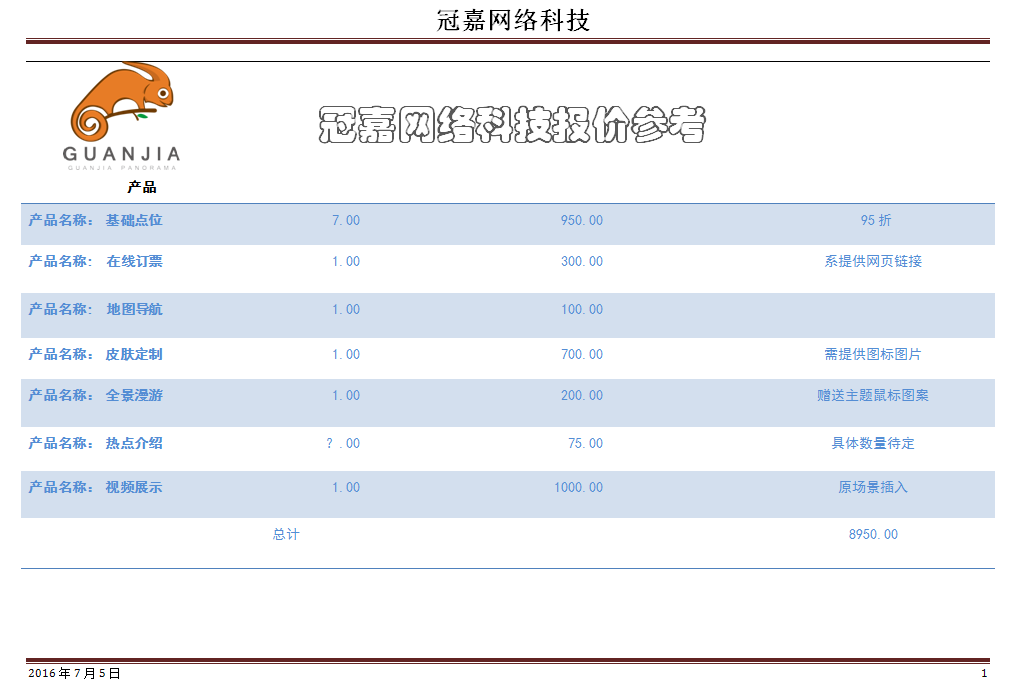 冠嘉网络科技
GUANJIA
GUANJIA PANORAMA
冠嘉网络科技报价参考
产品
产品名称： 基础点位 7.00 950.00 95 折
产品名称： 在线订票 1.00 300.00 系提供网页链接
产品名称： 地图导航 1.00 100.00
产品名称： 皮肤定制 1.00 700.00 需提供图标图片
产品名称： 全景漫游 1.00 200.00 赠送主题鼠标图案
产品名称： 热点介绍 ？.00 75.00 具体数量待定
产品名称： 视频展示 1.00 1000.00 原场景插入
总计 8950.00
2016 年 7 月 5 日 1